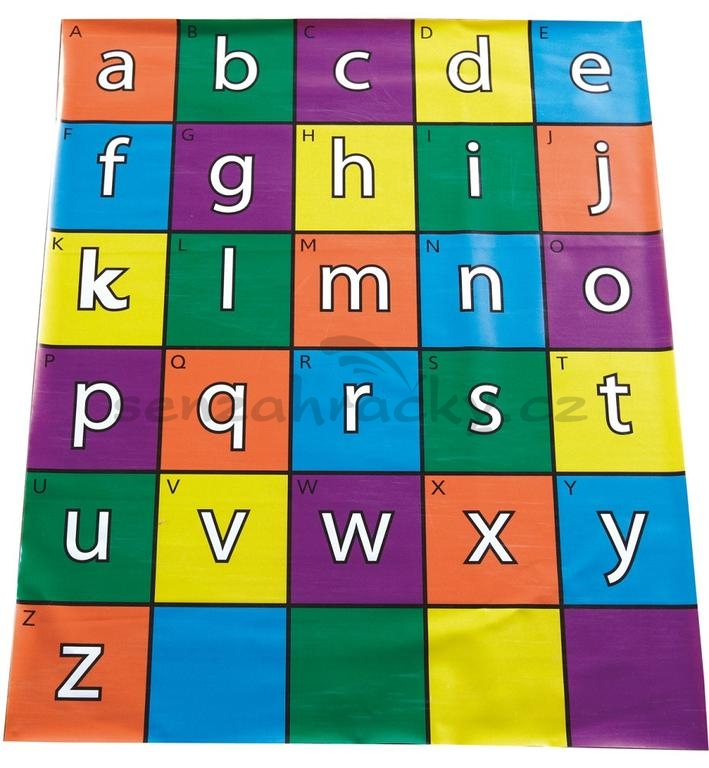 A B C D E
a b c d e
F G H I J
f g h i j
K L M N O
k l m n o
P Q R S T
p q r s t
senzahracky.cz
U V W X Y
u v w x y
Z
z